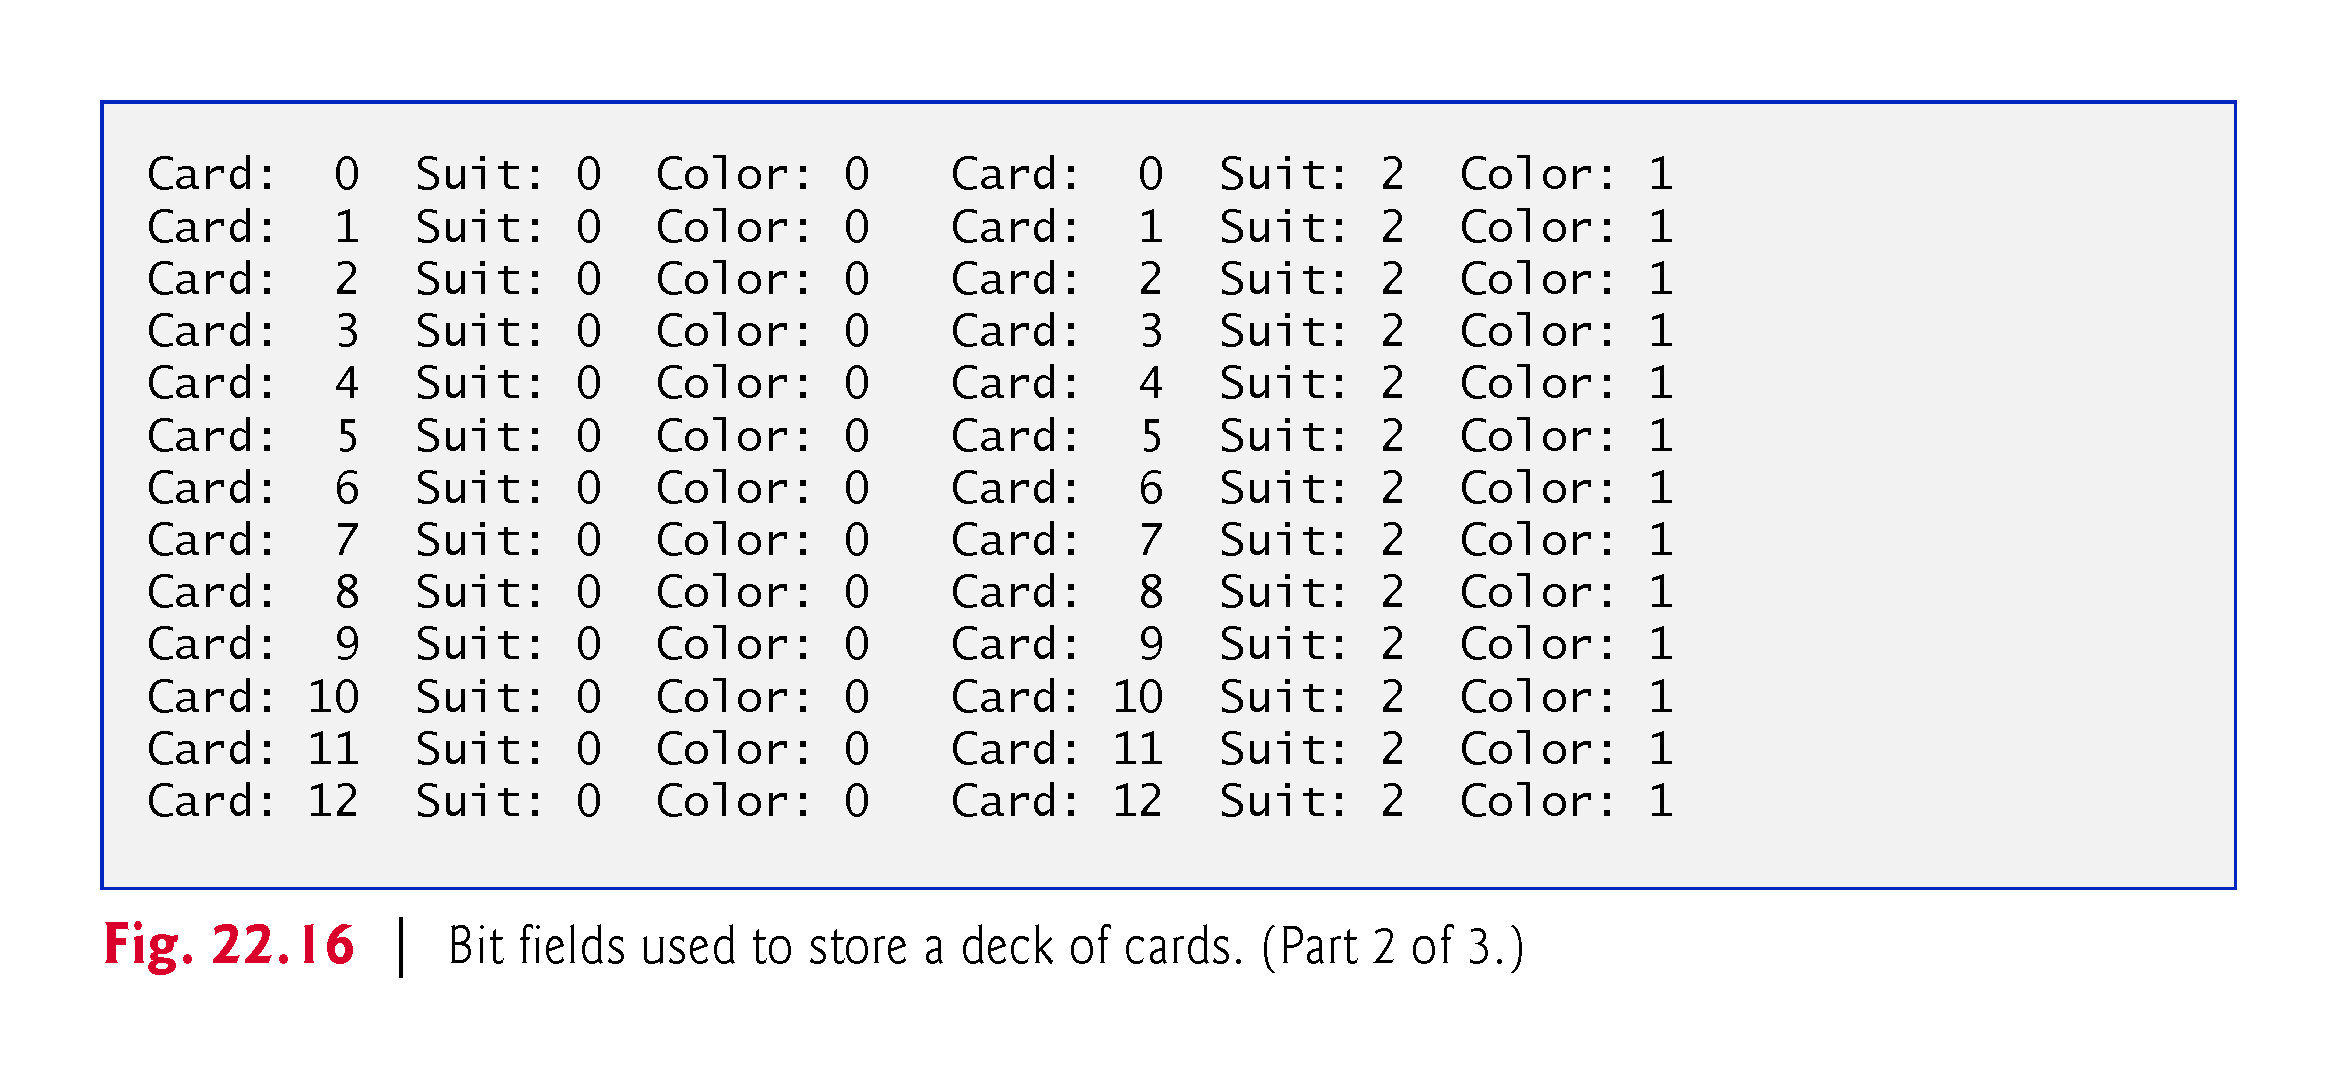 Card:  0  Suit: 0  Color: 0   Card:  0  Suit: 2  Color: 1
Card:  1  Suit: 0  Color: 0   Card:  1  Suit: 2  Color: 1
Card:  2  Suit: 0  Color: 0   Card:  2  Suit: 2  Color: 1
Card:  3  Suit: 0  Color: 0   Card:  3  Suit: 2  Color: 1
Card:  4  Suit: 0  Color: 0   Card:  4  Suit: 2  Color: 1
Card:  5  Suit: 0  Color: 0   Card:  5  Suit: 2  Color: 1
Card:  6  Suit: 0  Color: 0   Card:  6  Suit: 2  Color: 1
Card:  7  Suit: 0  Color: 0   Card:  7  Suit: 2  Color: 1
Card:  8  Suit: 0  Color: 0   Card:  8  Suit: 2  Color: 1
Card:  9  Suit: 0  Color: 0   Card:  9  Suit: 2  Color: 1
Card: 10  Suit: 0  Color: 0   Card: 10  Suit: 2  Color: 1
Card: 11  Suit: 0  Color: 0   Card: 11  Suit: 2  Color: 1
Card: 12  Suit: 0  Color: 0   Card: 12  Suit: 2  Color: 1
Fig. 22.16 | Bit fields used to store a deck of cards. (Part 2 of 3.)